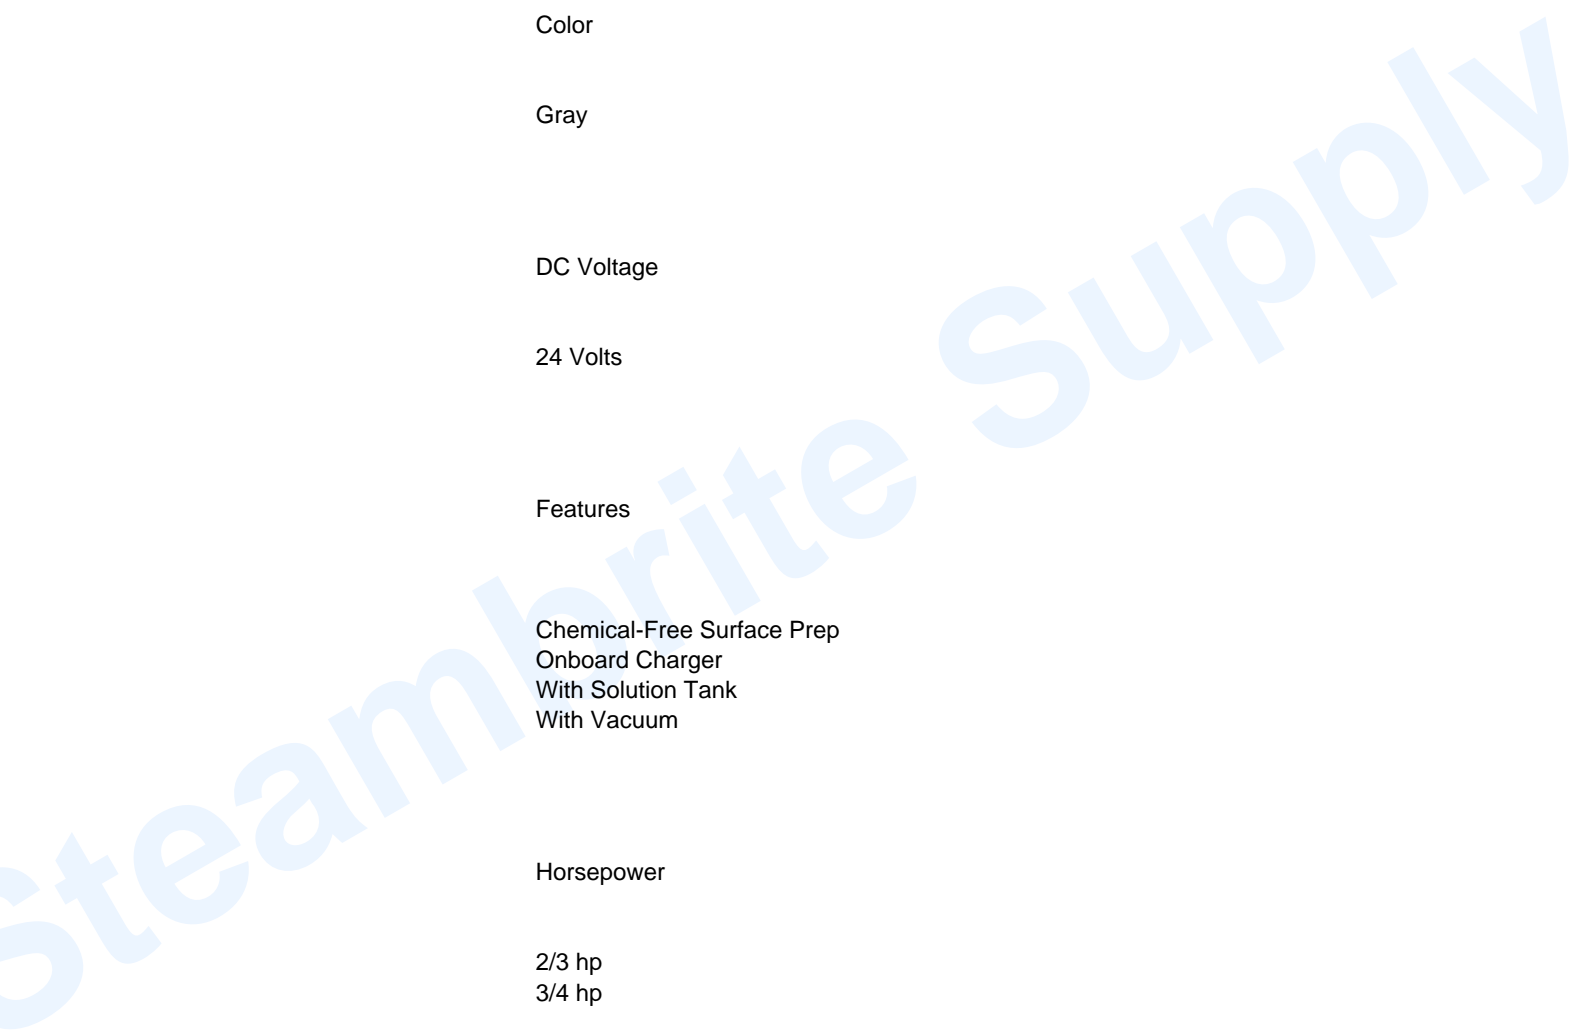 Color
Gray
DC Voltage
24 Volts
Features
Chemical-Free Surface Prep
Onboard Charger
With Solution Tank
With Vacuum
Horsepower
2/3 hp
3/4 hp
Steambrite Supply